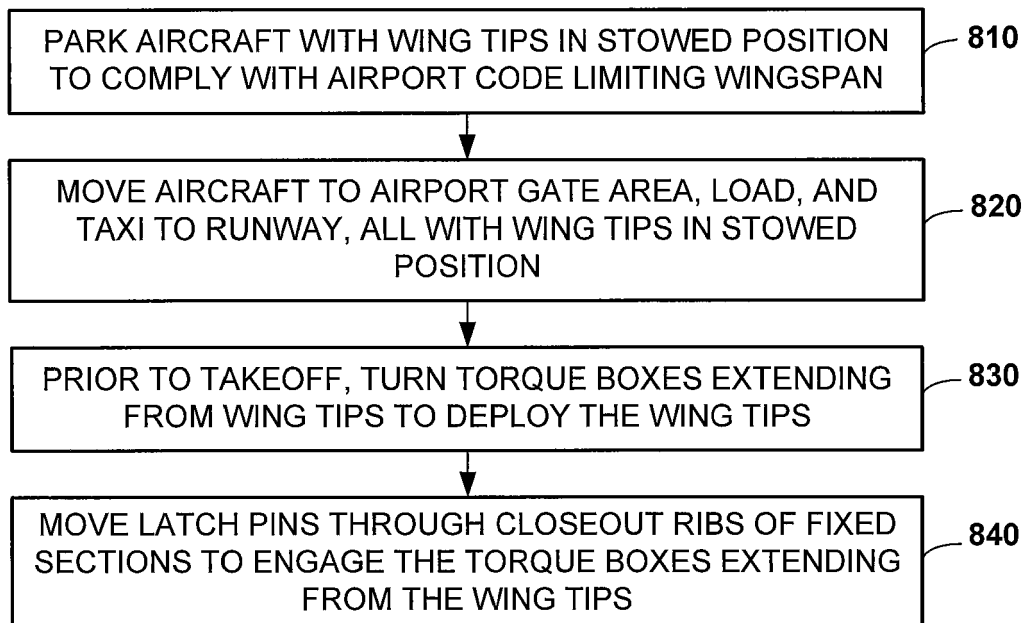 PARK AIRCRAFT WITH WING TIPS IN STOWED POSITION
TO COMPLY WITH AIRPORT CODE LIMITING WINGSPAN
810
MOVE AIRCRAFT TO AIRPORT GATE AREA, LOAD, AND
TAXI TO RUNWAY, ALL WITH WING TIPS IN STOWED
POSITION
820
PRIOR TO TAKEOFF, TURN TORQUE BOXES EXTENDING
FROM WING TIPS TO DEPLOY THE WING TIPS
830
MOVE LATCH PINS THROUGH CLOSEOUT RIBS OF FIXED
SECTIONS TO ENGAGE THE TORQUE BOXES EXTENDING
FROM THE WING TIPS
840